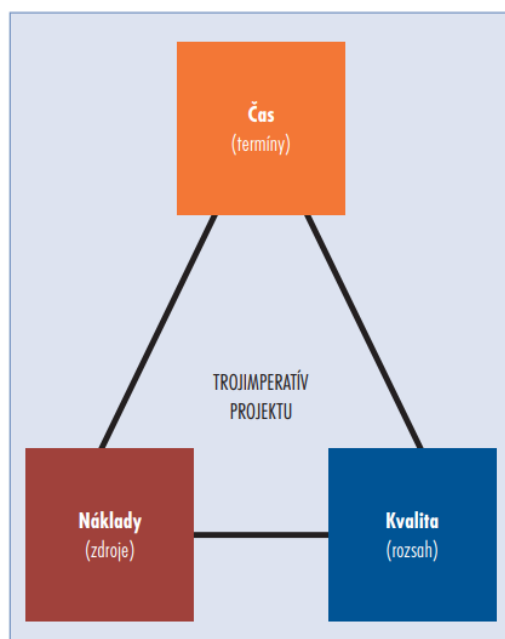 Čas
(termíny)
TROJIMPERATÍV
PROJEKTU
Náklady
(zdroje)
Kvalita
(rozsah)